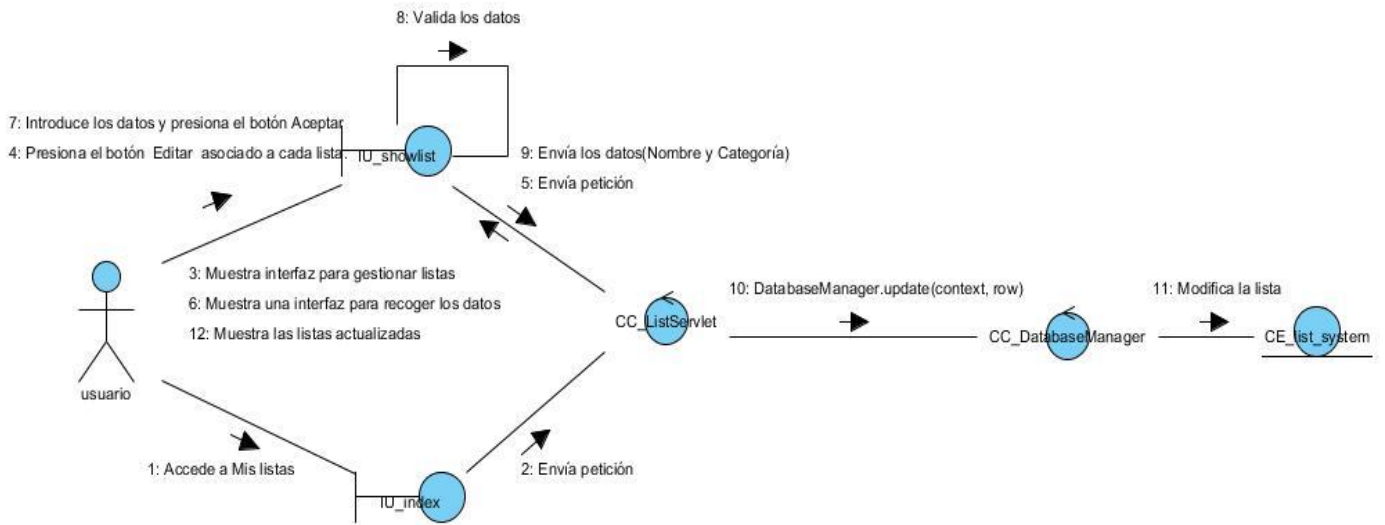 8: Valida los datos
7: Introduce los datos y presiona el botón Aceptar
4: Presiona el botón Editar asociado a cada lista.
IU_showlist
9: Envía los datos(Nombre y Categoría)
5: Envía petición
3: Muestra interfaz para gestionar listas
6: Muestra una interfaz para recoger los datos
12: Muestra las listas actualizadas
usuario
CC_ListServlet
10: DatabaseManager.update(context, row)
CC_DatabaseManager
11: Modifica la lista
CE_list_system
1: Accede a Mis listas
IU_index
2: Envía petición